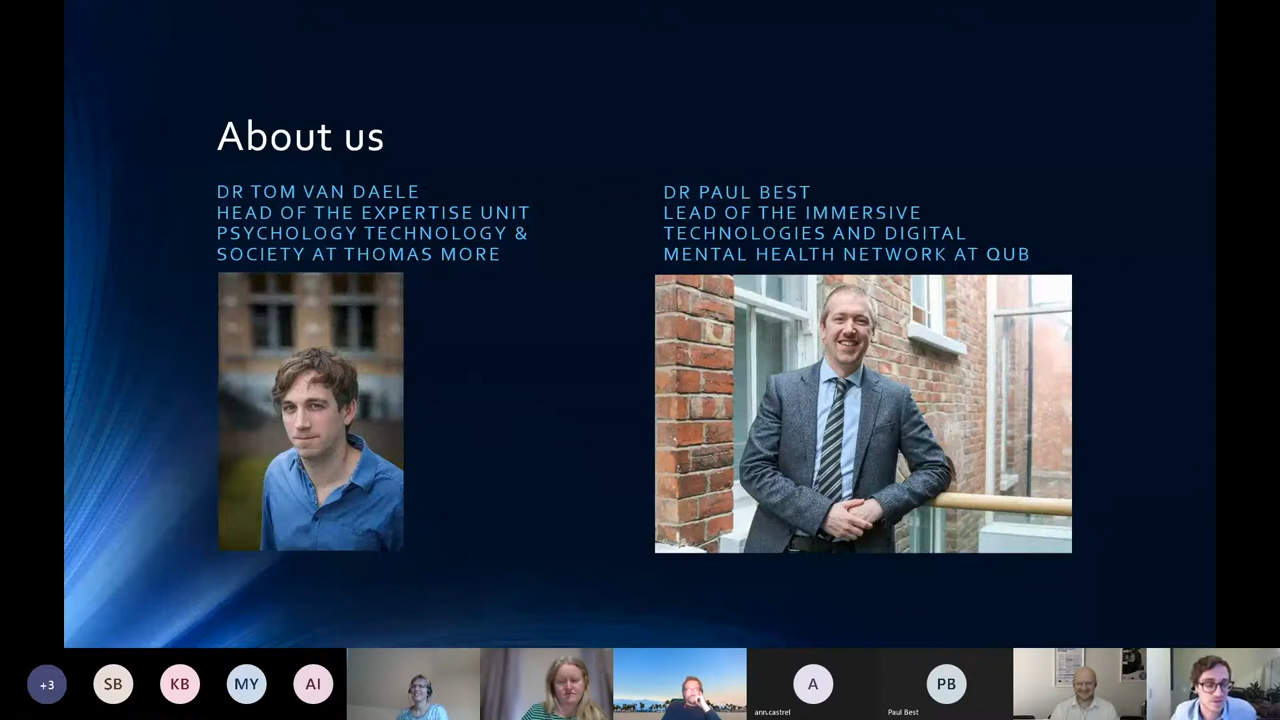 About us
DR TOM VAN DAELE
HEAD OF THE EXPERTISE UNIT
PSYCHOLOGY TECHNOLOGY &
SOCIETY AT THOMAS MORE
DR PAUL BEST
LEAD OF THE IMMERSIVE
TECHNOLOGIES AND DIGITAL
MENTAL HEALTH NETWORK AT QUB
+3
SB
KB
MY
AI
A
ann.castrel
PB
Paul Best